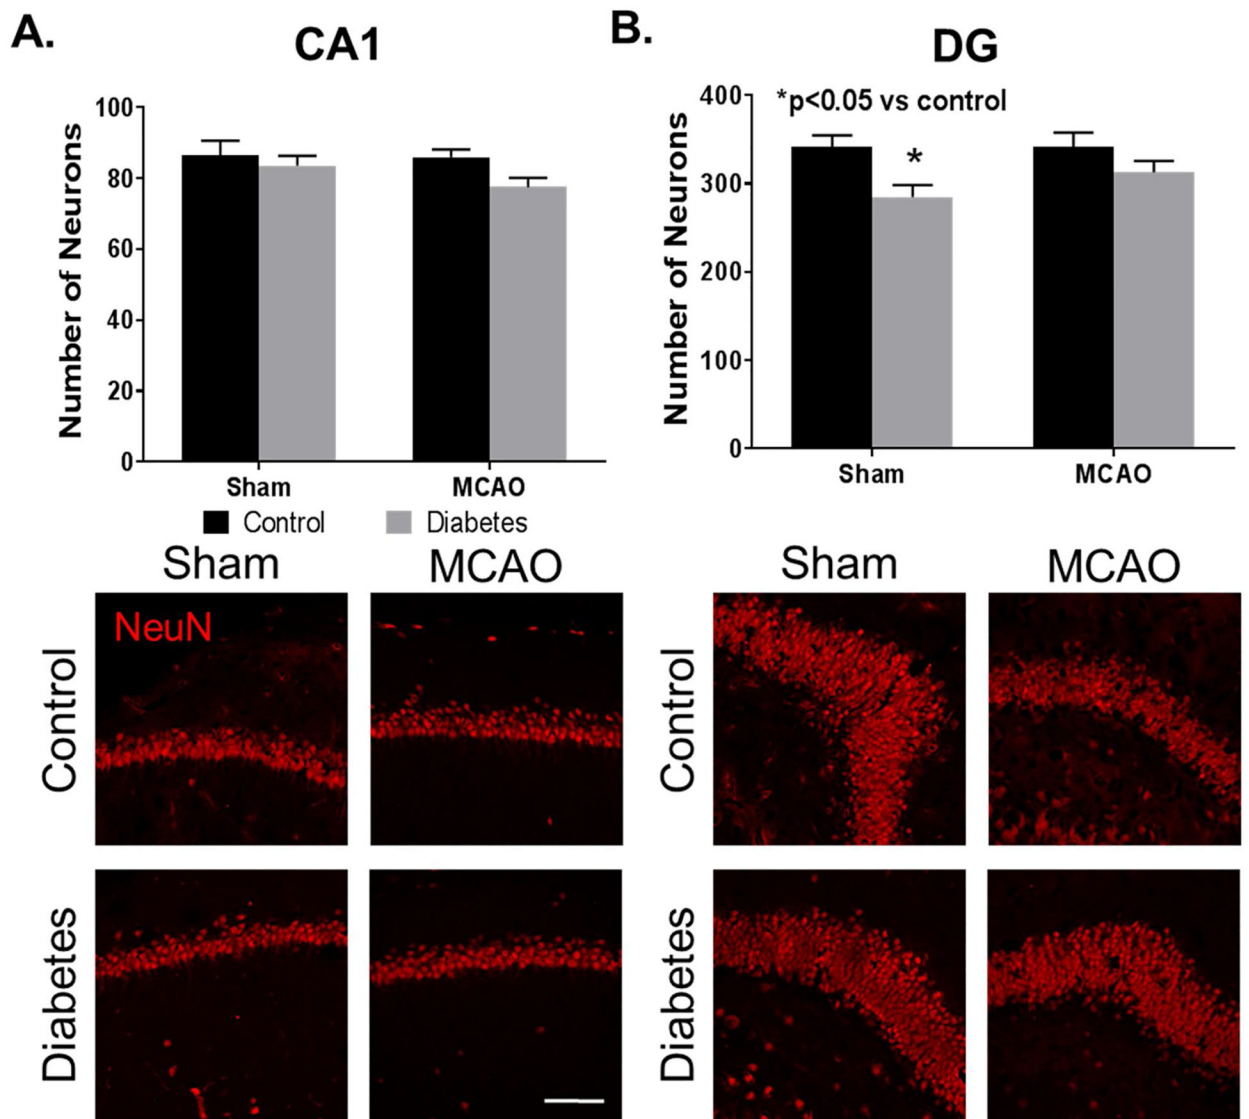 A.
CA1
Number of Neurons
100
80
60
40
20
0
Sham
MCAO
Control
Diabetes
B.
DG
*p<0.05 vs control
Number of Neurons
400
300
200
100
0
*
Sham
MCAO
Sham
MCAO
Control
NeuN
Diabetes
Sham
MCAO
Control
Diabetes